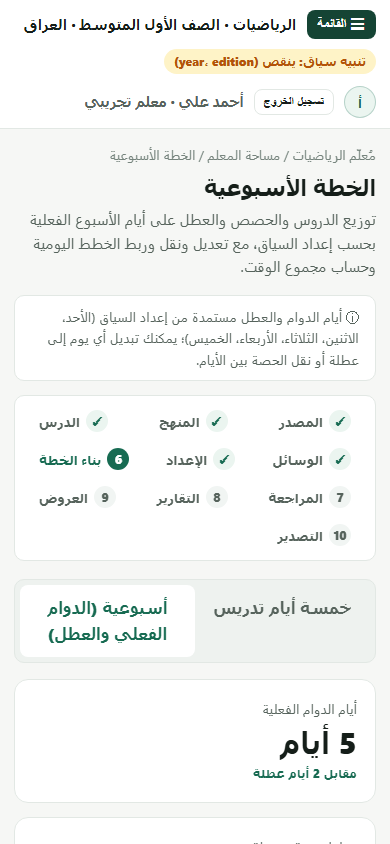 القائمة
الرياضيات · الصف الأول المتوسط · العراق
تنبيه سياق: ينقص (year، edition)
أ
تسجيل الخروج
أحمد علي · معلم تجريبي
مُعلّم الرياضيات / مساحة المعلم / الخطة الأسبوعية
الخطة الأسبوعية
توزيع الدروس والحصص والعطل على أيام الأسبوع الفعلية
بحسب إعداد السياق، مع تعديل ونقل وربط الخطط اليومية
وحساب مجموع الوقت.
ⓘ أيام الدوام والعطل مستمدة من إعداد السياق (الأحد،
الاثنين، الثلاثاء، الأربعاء، الخميس)؛ يمكنك تبديل أي يوم إلى
عطلة أو نقل الحصة بين الأيام.
✓ المصدر ✓ المنهج ✓ الدرس
✓ الوسائل ✓ الإعداد 6 بناء الخطة
7 المراجعة 8 التقارير 9 العروض
10 التصدير
خمسة أيام تدريس
أسبوعية (الدوام
الفعلي والعطل)
أيام الدوام الفعلية
5 أيام
مقابل 2 أيام عطلة